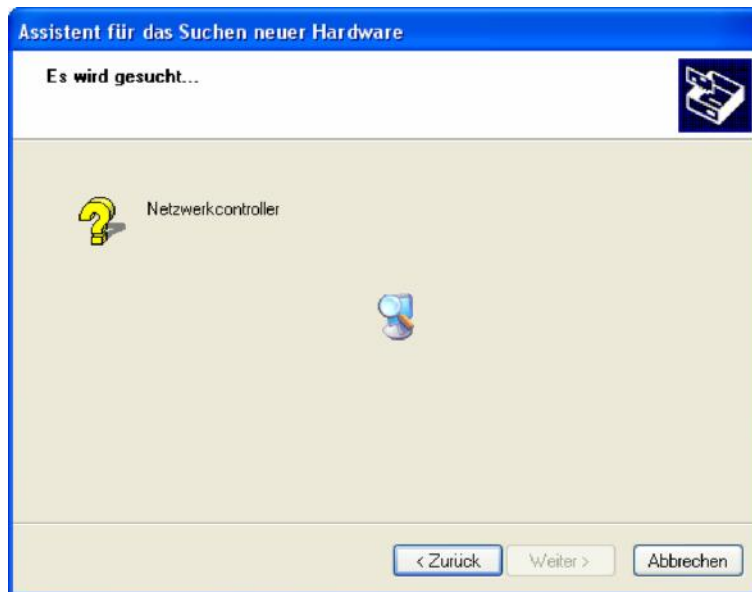 Assistent für das Suchen neuer Hardware
Es wird gesucht...
Netzwerkcontroller
< Zurück Weiter > Abbrechen